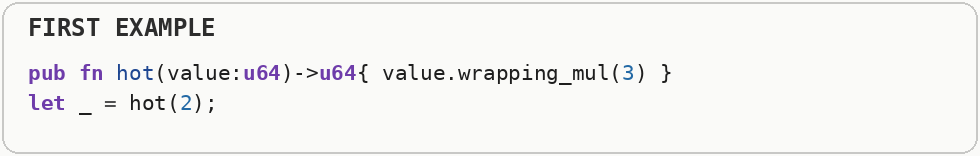 FIRST EXAMPLE
pub fn hot(value:u64)->u64{ value.wrapping_mul(3) }
let _ = hot(2);